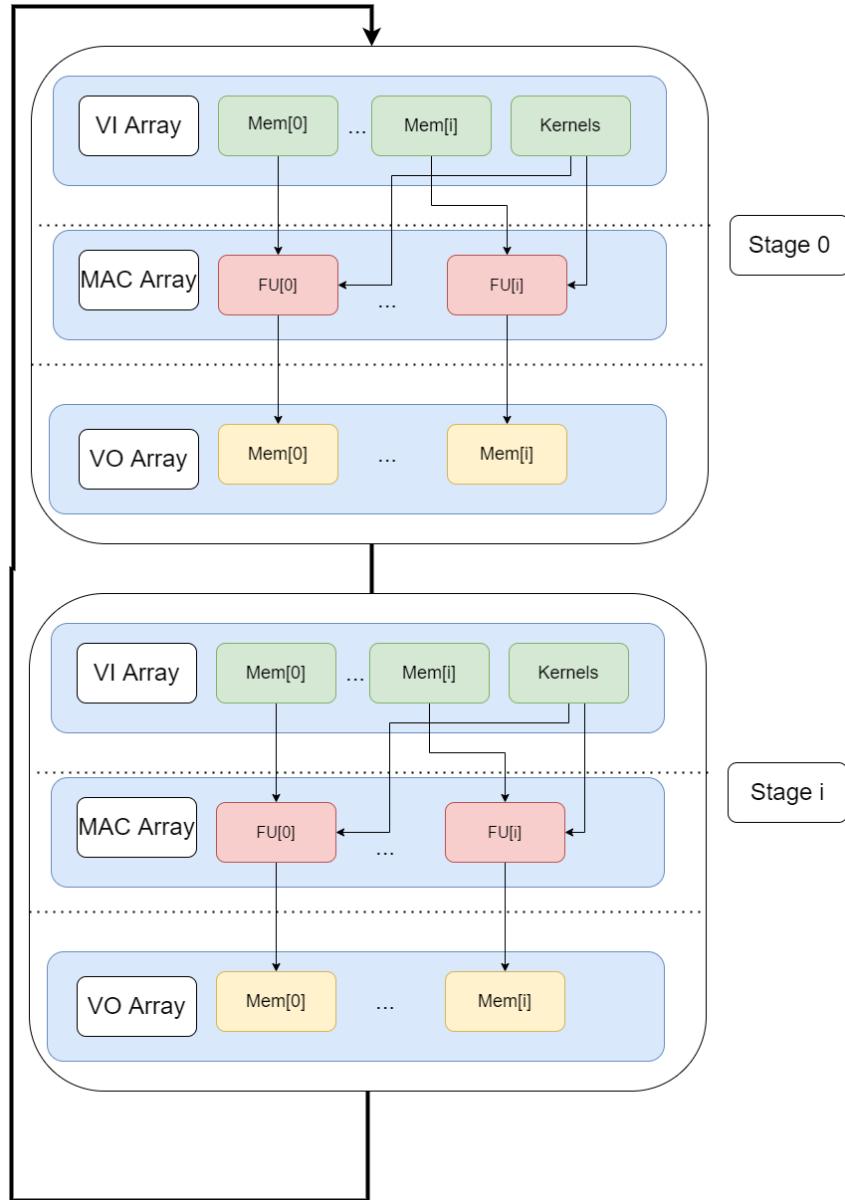 VI Array
Mem[0]
...
Mem[i]
Kernels
Stage 0
MAC Array
FU[0]
...
FU[i]
VO Array
Mem[0]
...
Mem[i]
VI Array
Mem[0]
...
Mem[i]
Kernels
Stage i
MAC Array
FU[0]
...
FU[i]
VO Array
Mem[0]
...
Mem[i]